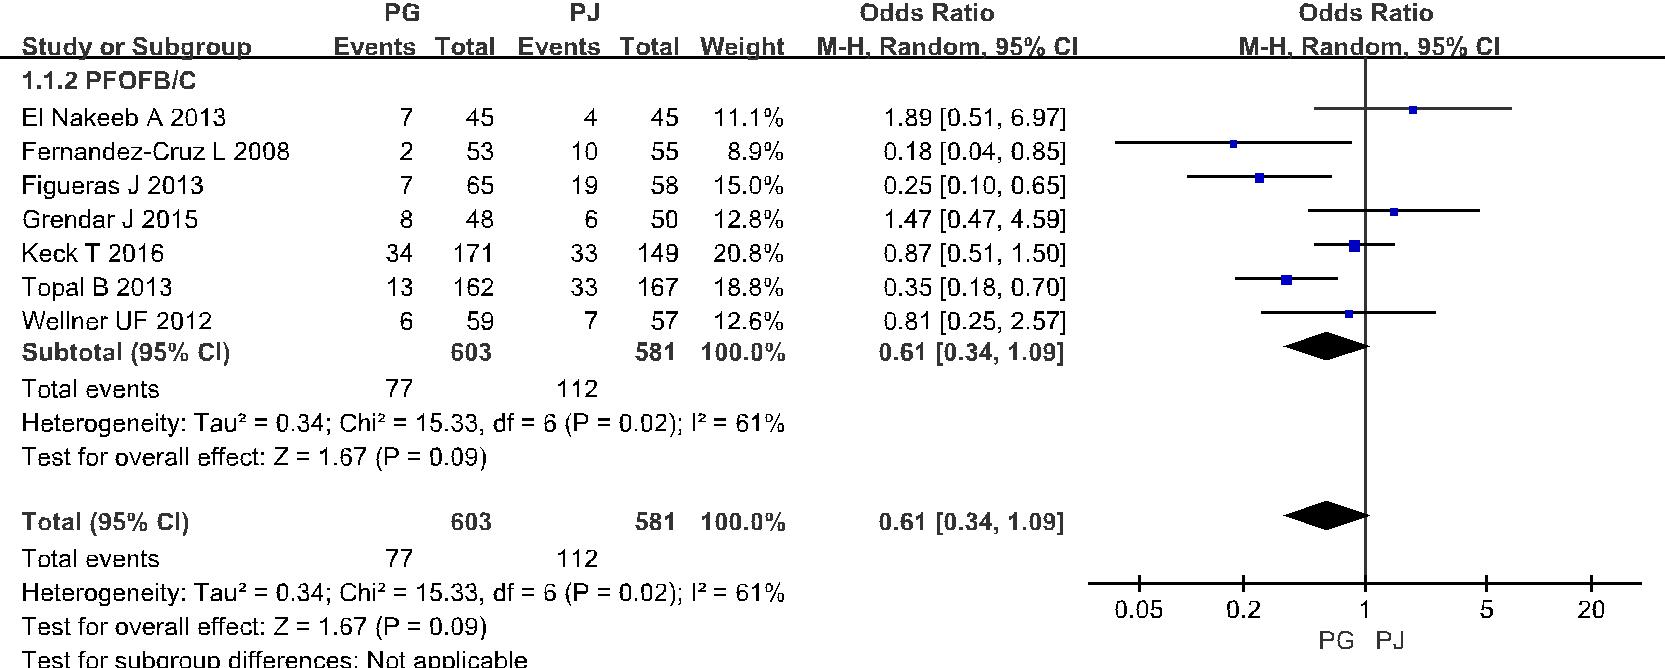 PG PJ Odds Ratio Odds Ratio
Study or Subgroup Events Total Events Total Weight M-H, Random, 95% CI M-H, Random, 95% CI
1.1.2 PFOFB/C
El Nakeeb A 2013 7 45 4 45 11.1% 1.89 [0.51, 6.97]
Fernandez-Cruz L 2008 2 53 10 55 8.9% 0.18 [0.04, 0.85]
Figueras J 2013 7 65 19 58 15.0% 0.25 [0.10, 0.65]
Grendar J 2015 8 48 6 50 12.8% 1.47 [0.47, 4.59]
Keck T 2016 34 171 33 149 20.8% 0.87 [0.51, 1.50]
Topal B 2013 13 162 33 167 18.8% 0.35 [0.18, 0.70]
Wellner UF 2012 6 59 7 57 12.6% 0.81 [0.25, 2.57]
Subtotal (95% CI) 603 581 100.0% 0.61 [0.34, 1.09]
Total events 77 112
Heterogeneity: Tau² = 0.34; Chi² = 15.33, df = 6 (P = 0.02); I² = 61%
Test for overall effect: Z = 1.67 (P = 0.09)
Total (95% CI) 603 581 100.0% 0.61 [0.34, 1.09]
Total events 77 112
Heterogeneity: Tau² = 0.34; Chi² = 15.33, df = 6 (P = 0.02); I² = 61%
Test for overall effect: Z = 1.67 (P = 0.09)
Test for subgroup differences: Not applicable
0.05 0.2 1 5 20
PG PJ